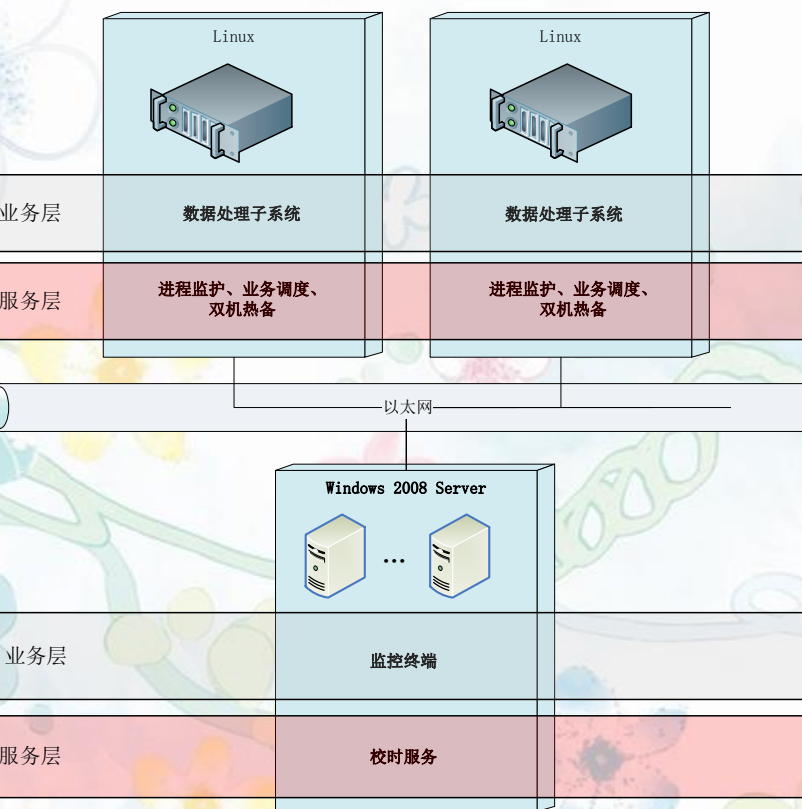 Linux
Linux
业务层
数据处理子系统
数据处理子系统
服务层
进程监护、业务调度、
双机热备
进程监护、业务调度、
双机热备
以太网
Windows 2008 Server
...
业务层
监控终端
服务层
校时服务